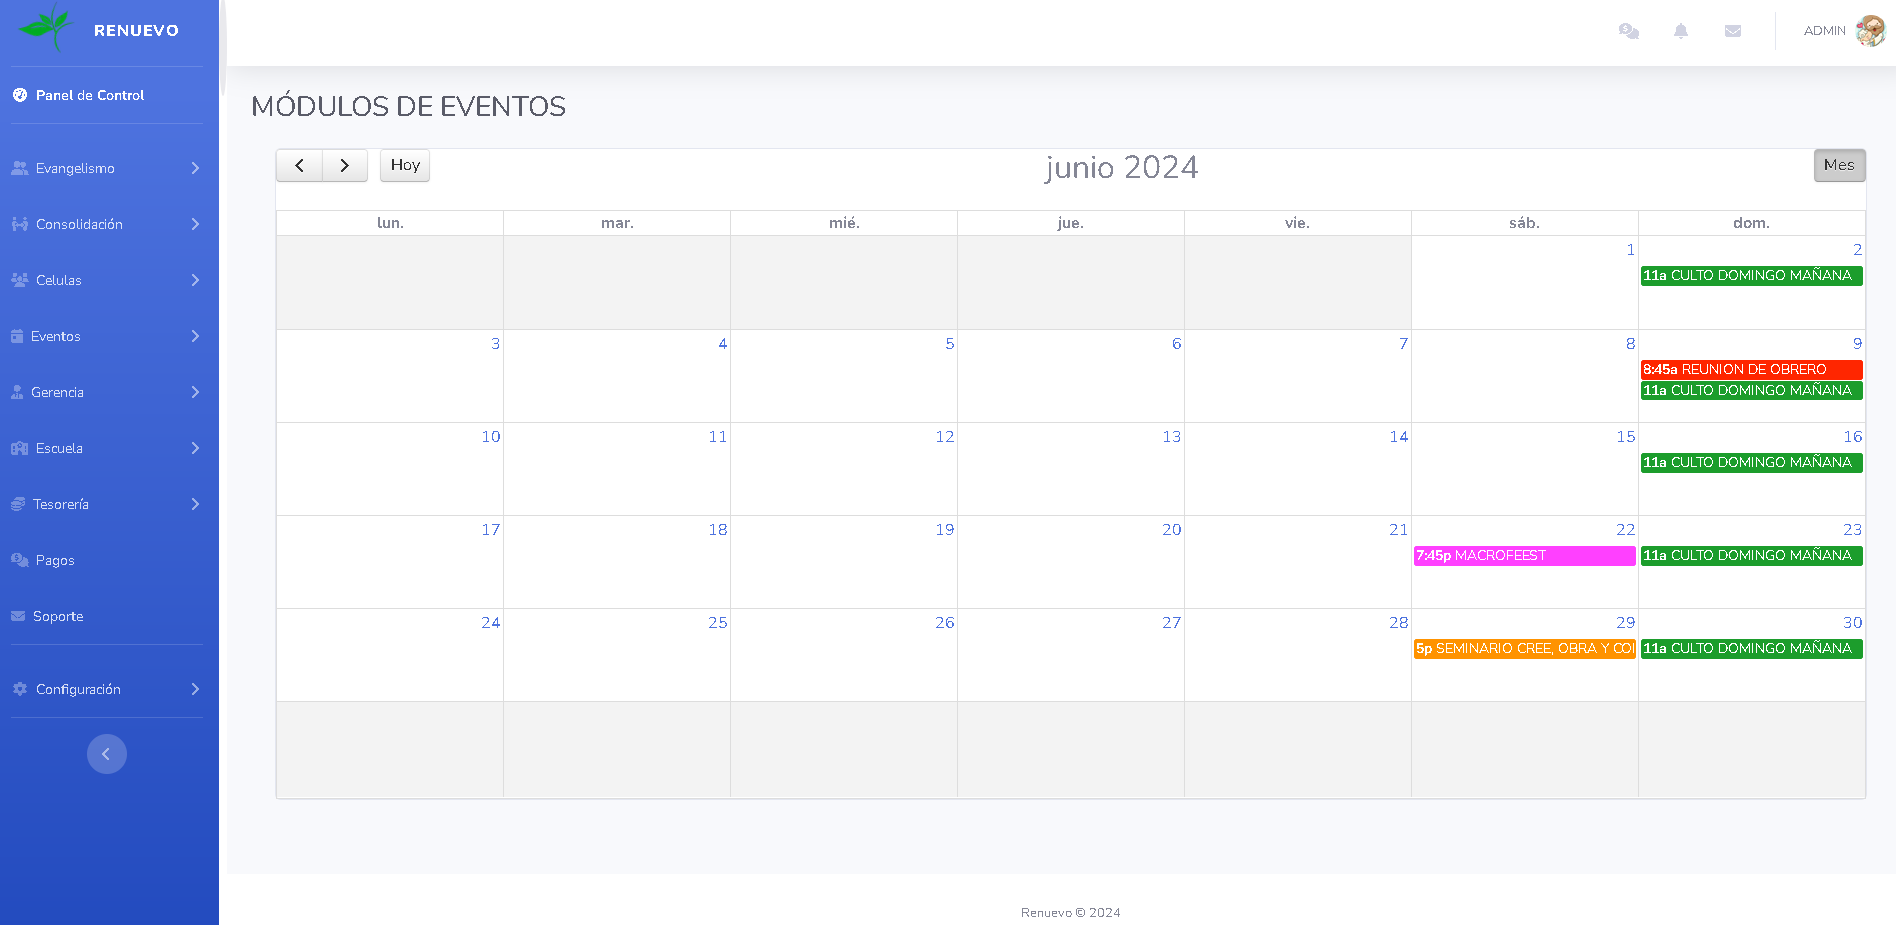 RENUEVO
ADMIN
Panel de Control
Evangelismo
Consolidación
Celulas
Eventos
Gerencia
Escuela
Tesorería
Pagos
Soporte
Configuración
MÓDULOS DE EVENTOS
Hoy
junio 2024
Mes
lun. mar. mié. jue. vie. sáb. dom.
1 2
11a CULTO DOMINGO MAÑANA
3 4 5 6 7 8 9
8:45a REUNION DE OBRERO
11a CULTO DOMINGO MAÑANA
10 11 12 13 14 15 16
11a CULTO DOMINGO MAÑANA
17 18 19 20 21 22 23
7:45p MACROFEEST 11a CULTO DOMINGO MAÑANA
24 25 26 27 28 29 30
5p SEMINARIO CREE, OBRA Y 11a CULTO DOMINGO MAÑANA
Renuevo © 2024